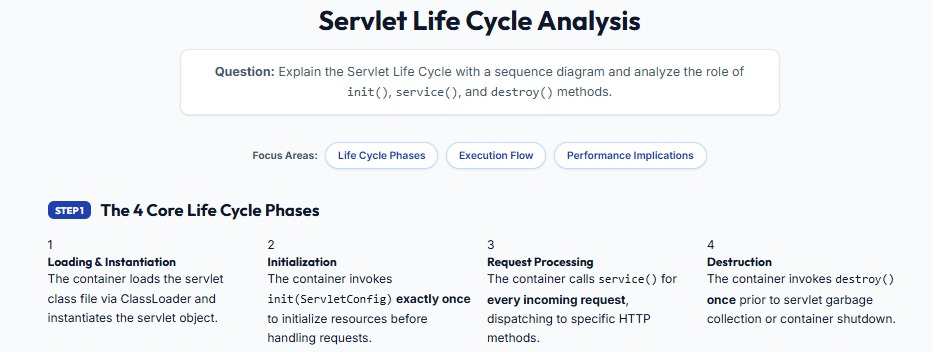 Servlet Life Cycle Analysis
Question: Explain the Servlet Life Cycle with a sequence diagram and analyze the role of
init(), service(), and destroy() methods.
Focus Areas: Life Cycle Phases Execution Flow Performance Implications
STEP 1 The 4 Core Life Cycle Phases
1
Loading & Instantiation
The container loads the servlet
class file via ClassLoader and
instantiates the servlet object.
2
Initialization
The container invokes
init(ServletConfig) exactly once
to initialize resources before
handling requests.
3
Request Processing
The container calls service() for
every incoming request,
dispatching to specific HTTP
methods.
4
Destruction
The container invokes destroy()
once prior to servlet garbage
collection or container shutdown.